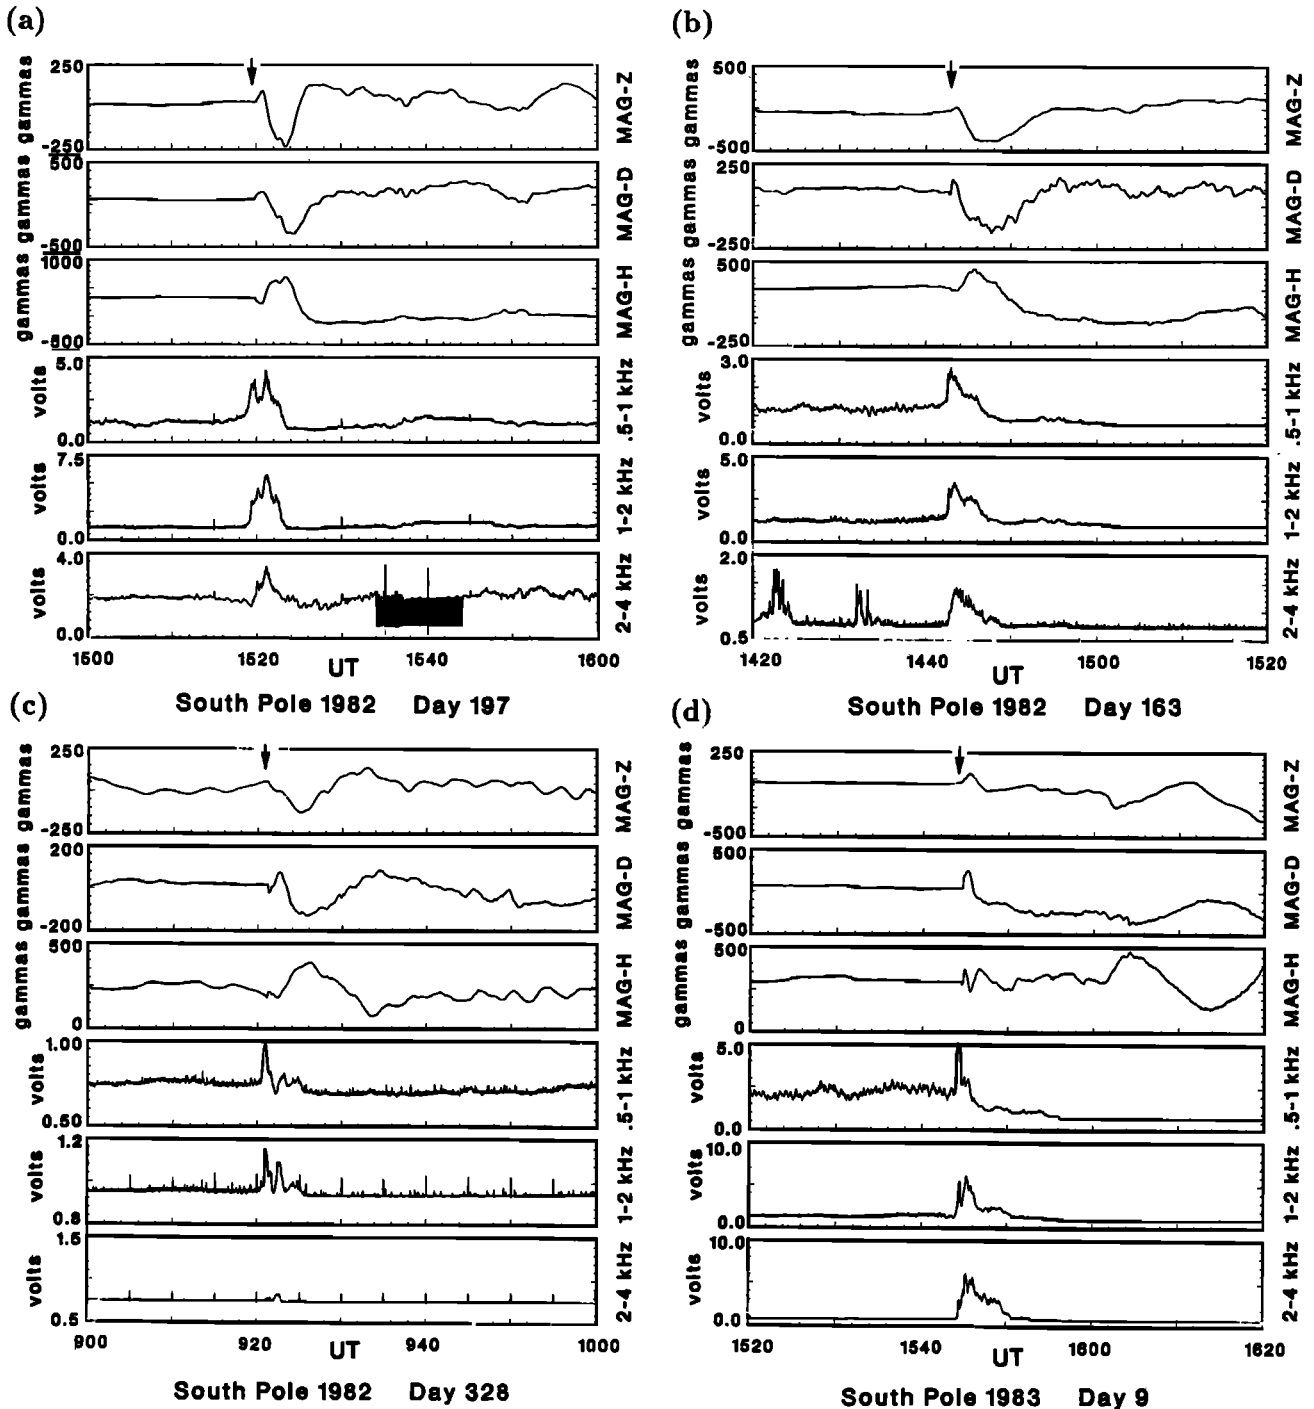 (a)
250
-250
gammas
MAG-Z
500
-500
gammas
MAG-D
1000
-500
gammas
MAG-H
5.0
0.0
volts
.5-1 kHz
7.5
0.0
volts
1-2 kHz
4.0
0.0
volts
2-4 kHz
1500 1520 1540 1600
UT
South Pole 1982 Day 197
(b)
500
-500
gammas
MAG-Z
250
-250
gammas
MAG-D
500
-250
gammas
MAG-H
3.0
0.0
volts
.5-1 kHz
5.0
0.0
volts
1-2 kHz
2.0
0.5
volts
2-4 kHz
1420 1440 1500 1520
UT
South Pole 1982 Day 163
(c)
250
-250
gammas
MAG-Z
200
-200
gammas
MAG-D
500
0
gammas
MAG-H
1.00
0.50
volts
.5-1 kHz
1.2
0.8
volts
1-2 kHz
1.5
0.5
volts
2-4 kHz
900 920 940 1000
UT
South Pole 1982 Day 328
(d)
250
-500
gammas
MAG-Z
500
-500
gammas
MAG-D
500
0
gammas
MAG-H
5.0
0.0
volts
.5-1 kHz
10.0
0.0
volts
1-2 kHz
10.0
0.0
volts
2-4 kHz
1520 1540 1600 1620
UT
South Pole 1983 Day 9